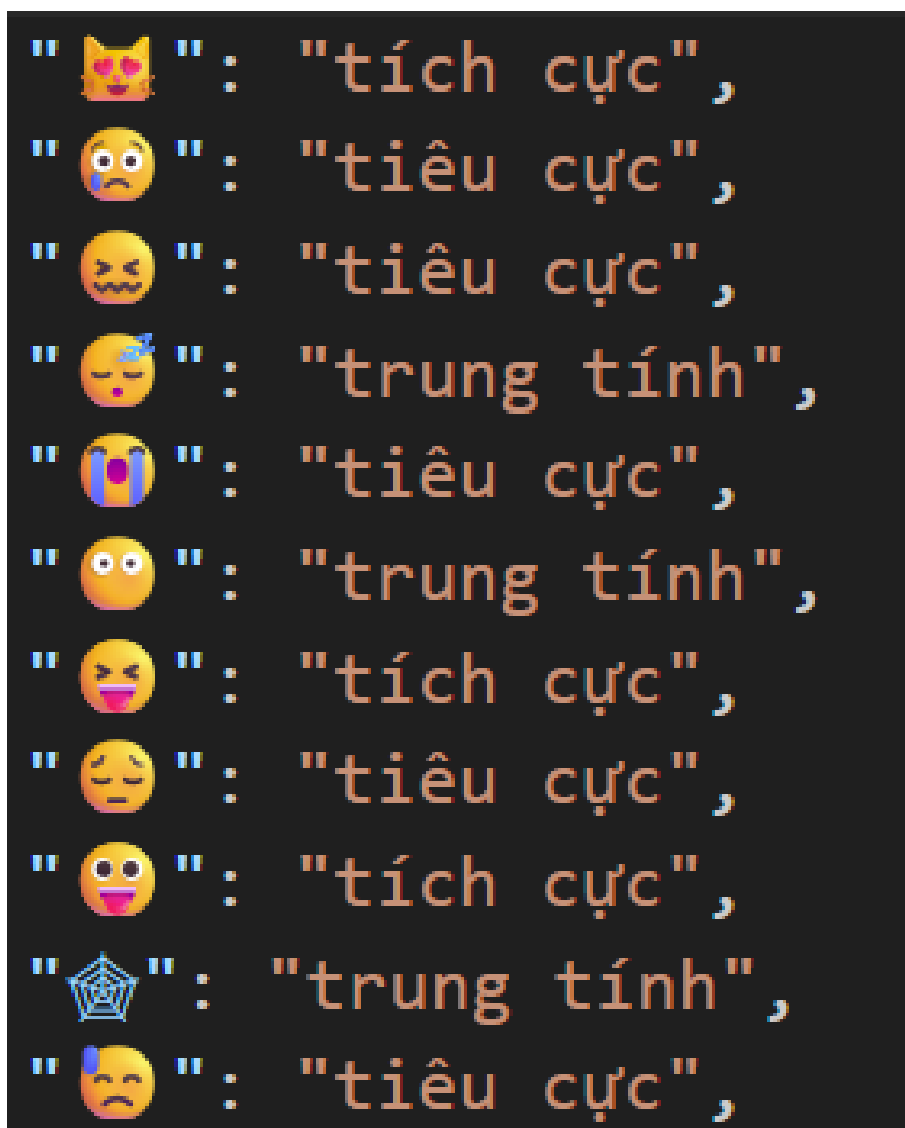 "😻": "tích cực",
"😢": "tiêu cực",
"😖": "tiêu cực",
"😴": "trung tính",
"😭": "tiêu cực",
"😶": "trung tính",
"😝": "tích cực",
"😔": "tiêu cực",
"😛": "tích cực",
"🕸": "trung tính",
"😓": "tiêu cực",